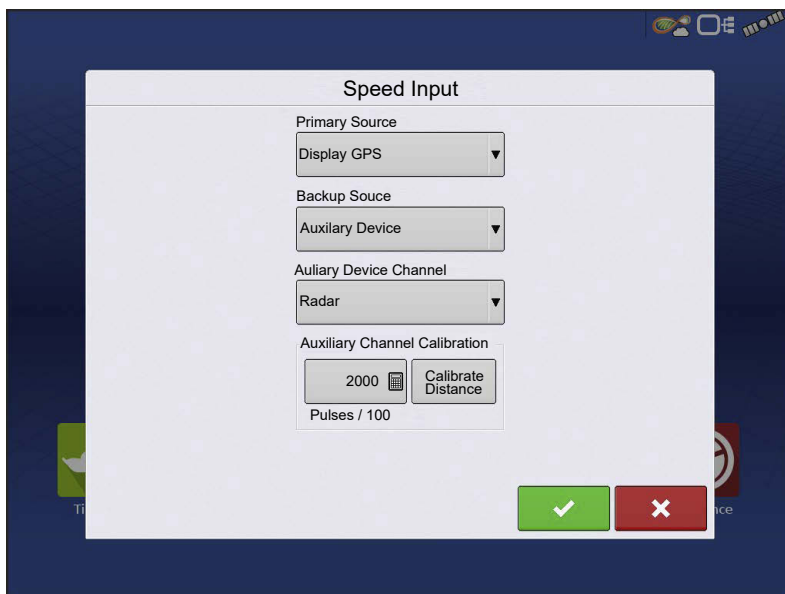 Speed Input
Primary Source
Display GPS
Backup Souce
Auxilary Device
Auliary Device Channel
Radar
Auxiliary Channel Calibration
2000
Calibrate
Distance
Pulses / 100
Ti
nce